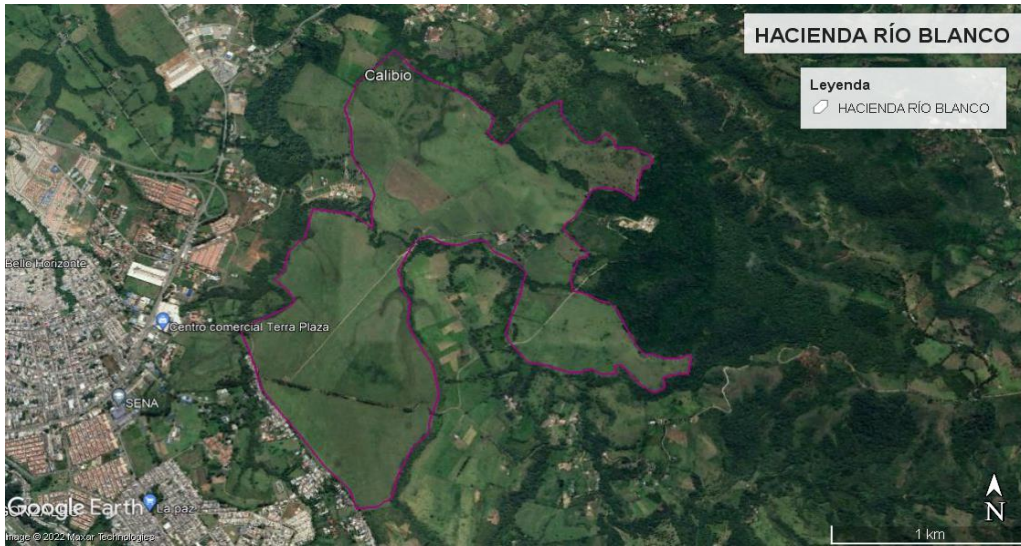 HACIENDA RÍO BLANCO
Leyenda
HACIENDA RÍO BLANCO
Calibio
Bello Horizonte
Centro comercial Terra Plaza
SENA
La paz
Google Earth
Image © 2022 Maxar Technologies
N
1 km